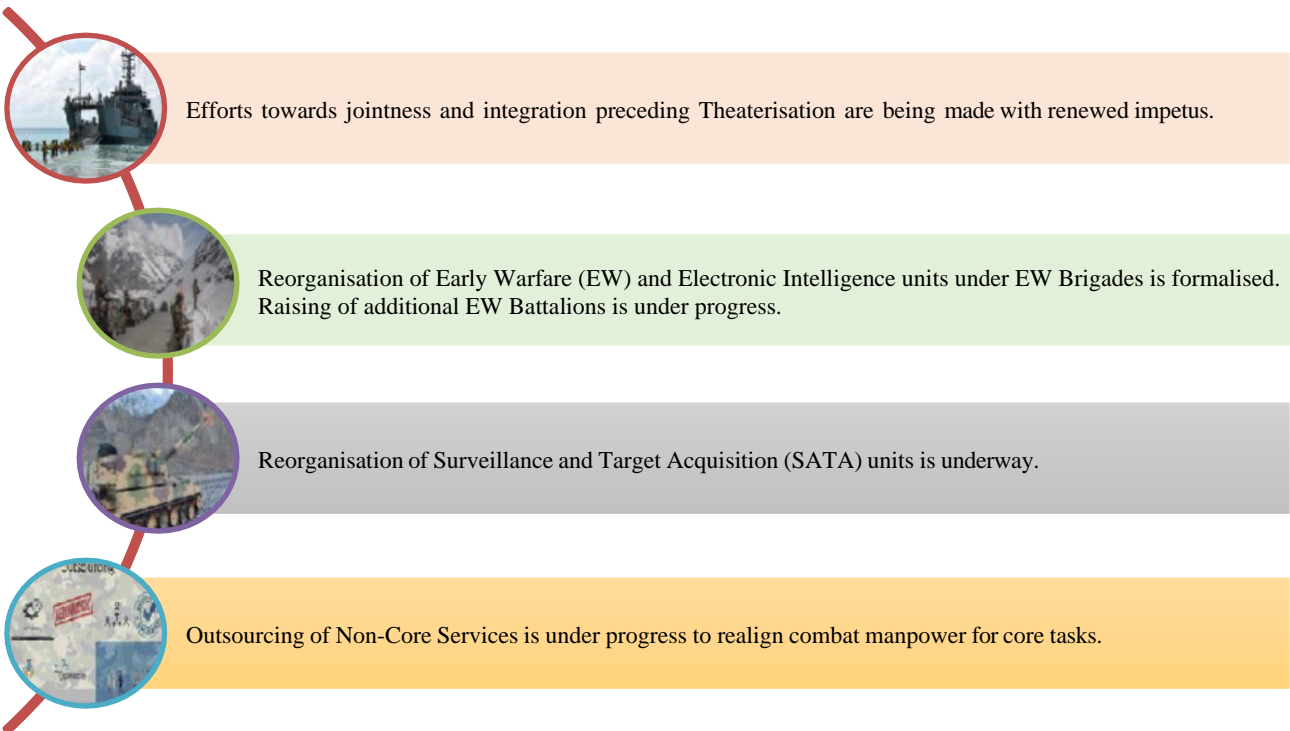 Efforts towards jointness and integration preceding Theaterisation are being made with renewed impetus.
Reorganisation of Early Warfare (EW) and Electronic Intelligence units under EW Brigades is formalised.
Raising of additional EW Battalions is under progress.
Reorganisation of Surveillance and Target Acquisition (SATA) units is underway.
Outsourcing
Outsourcing of Non-Core Services is under progress to realign combat manpower for core tasks.